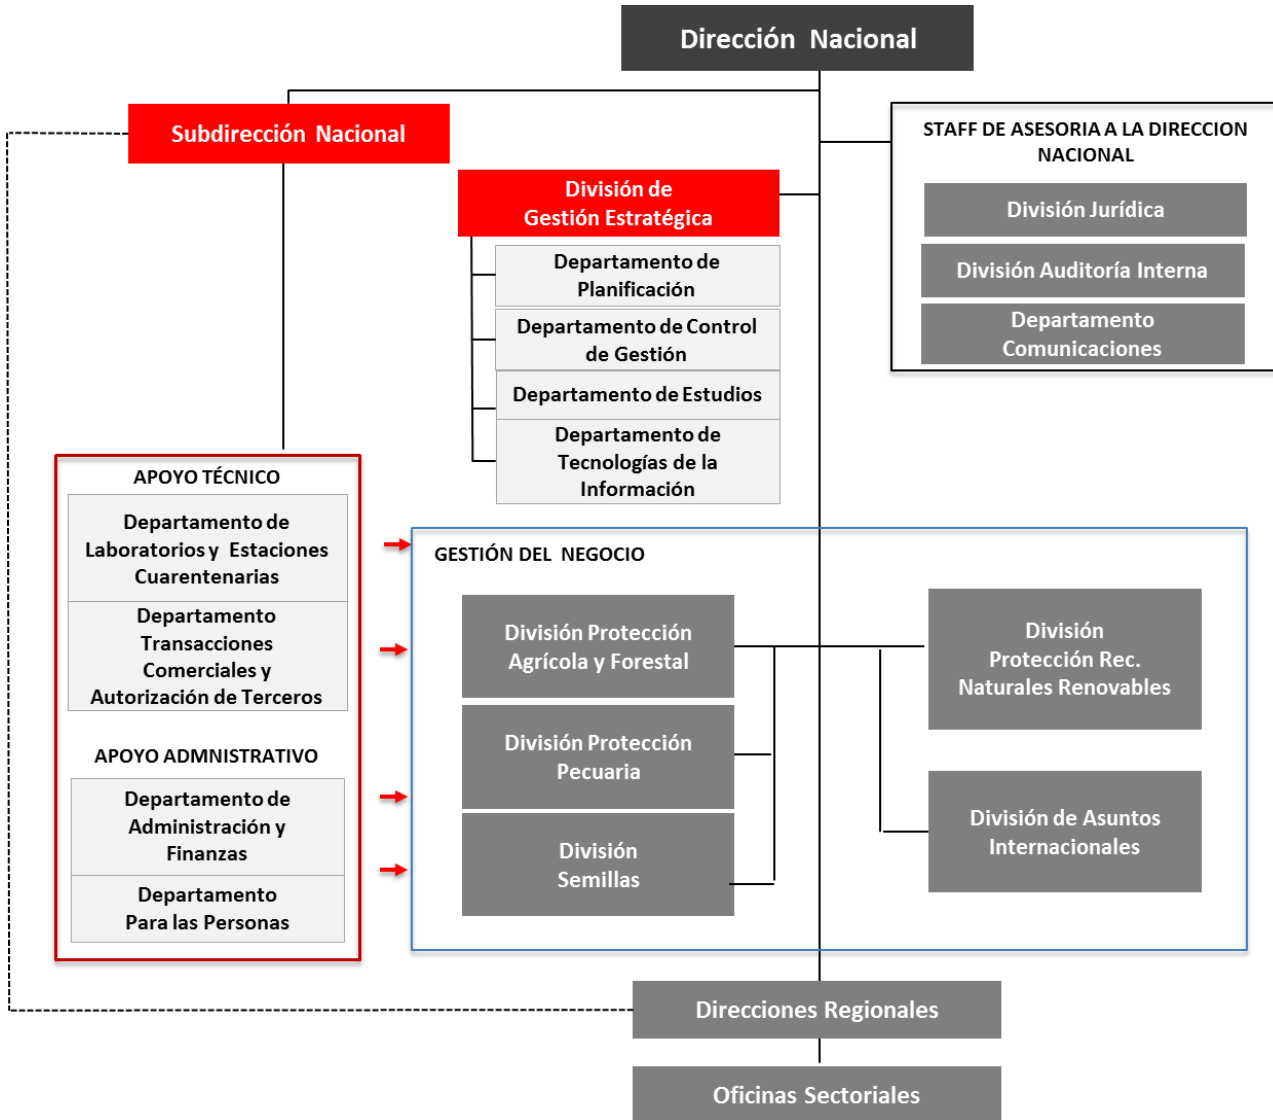 Dirección Nacional
Subdirección Nacional
STAFF DE ASESORIA A LA DIRECCION
NACIONAL
División Jurídica
División Auditoría Interna
Departamento
Comunicaciones
División de
Gestión Estratégica
Departamento de
Planificación
Departamento de Control
de Gestión
Departamento de Estudios
Departamento de
Tecnologías de la
Información
APOYO TÉCNICO
Departamento de
Laboratorios y Estaciones
Cuarentenarias
Departamento
Transacciones
Comerciales y
Autorización de Terceros
APOYO ADMNISTRATIVO
Departamento de
Administración y
Finanzas
Departamento
Para las Personas
GESTIÓN DEL NEGOCIO
División Protección
Agrícola y Forestal
División Protección
Pecuaria
División
Semillas
División
Protección Rec.
Naturales Renovables
División de Asuntos
Internacionales
Direcciones Regionales
Oficinas Sectoriales